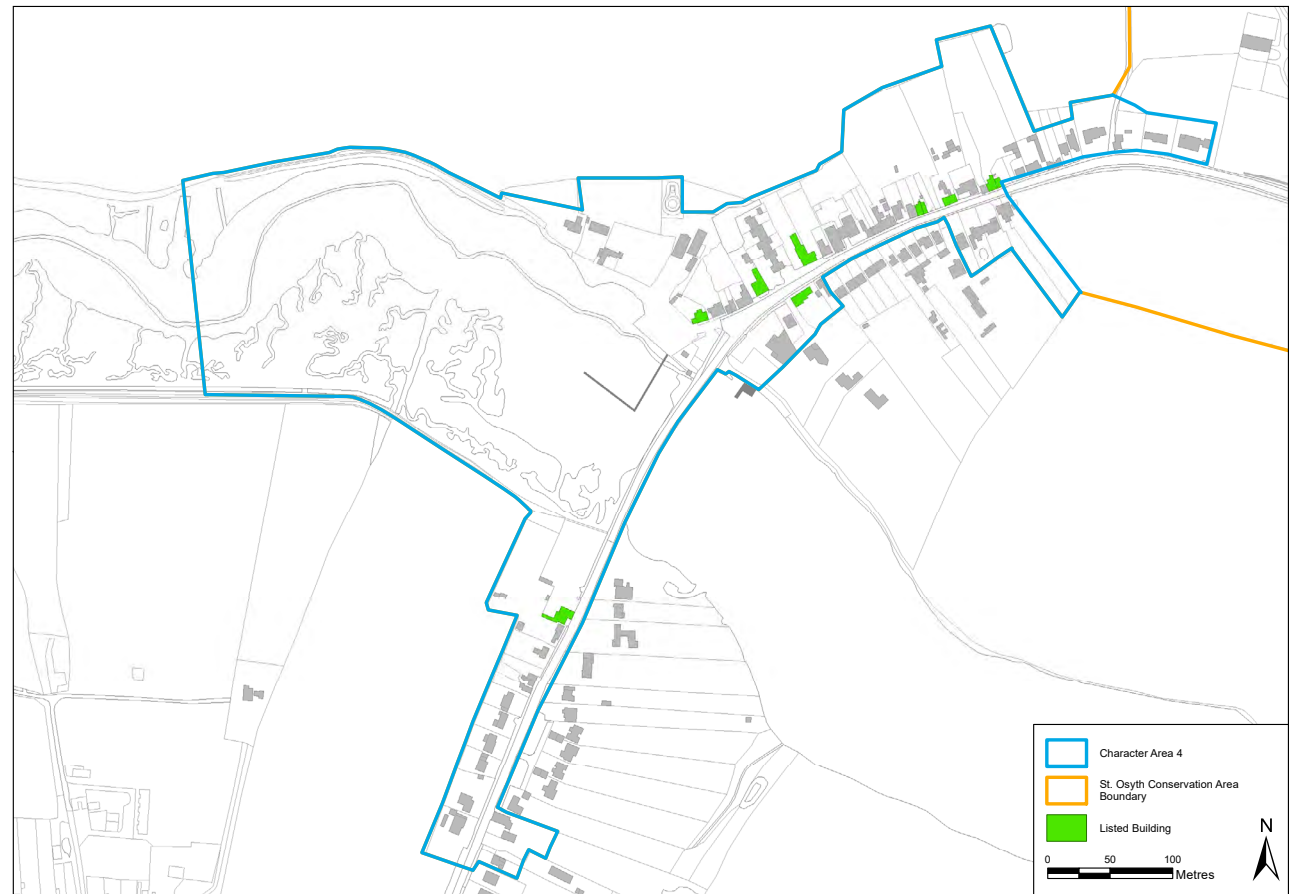 Character Area 4
St. Osyth Conservation Area
Boundary
Listed Building
N
0 50 100
Metres